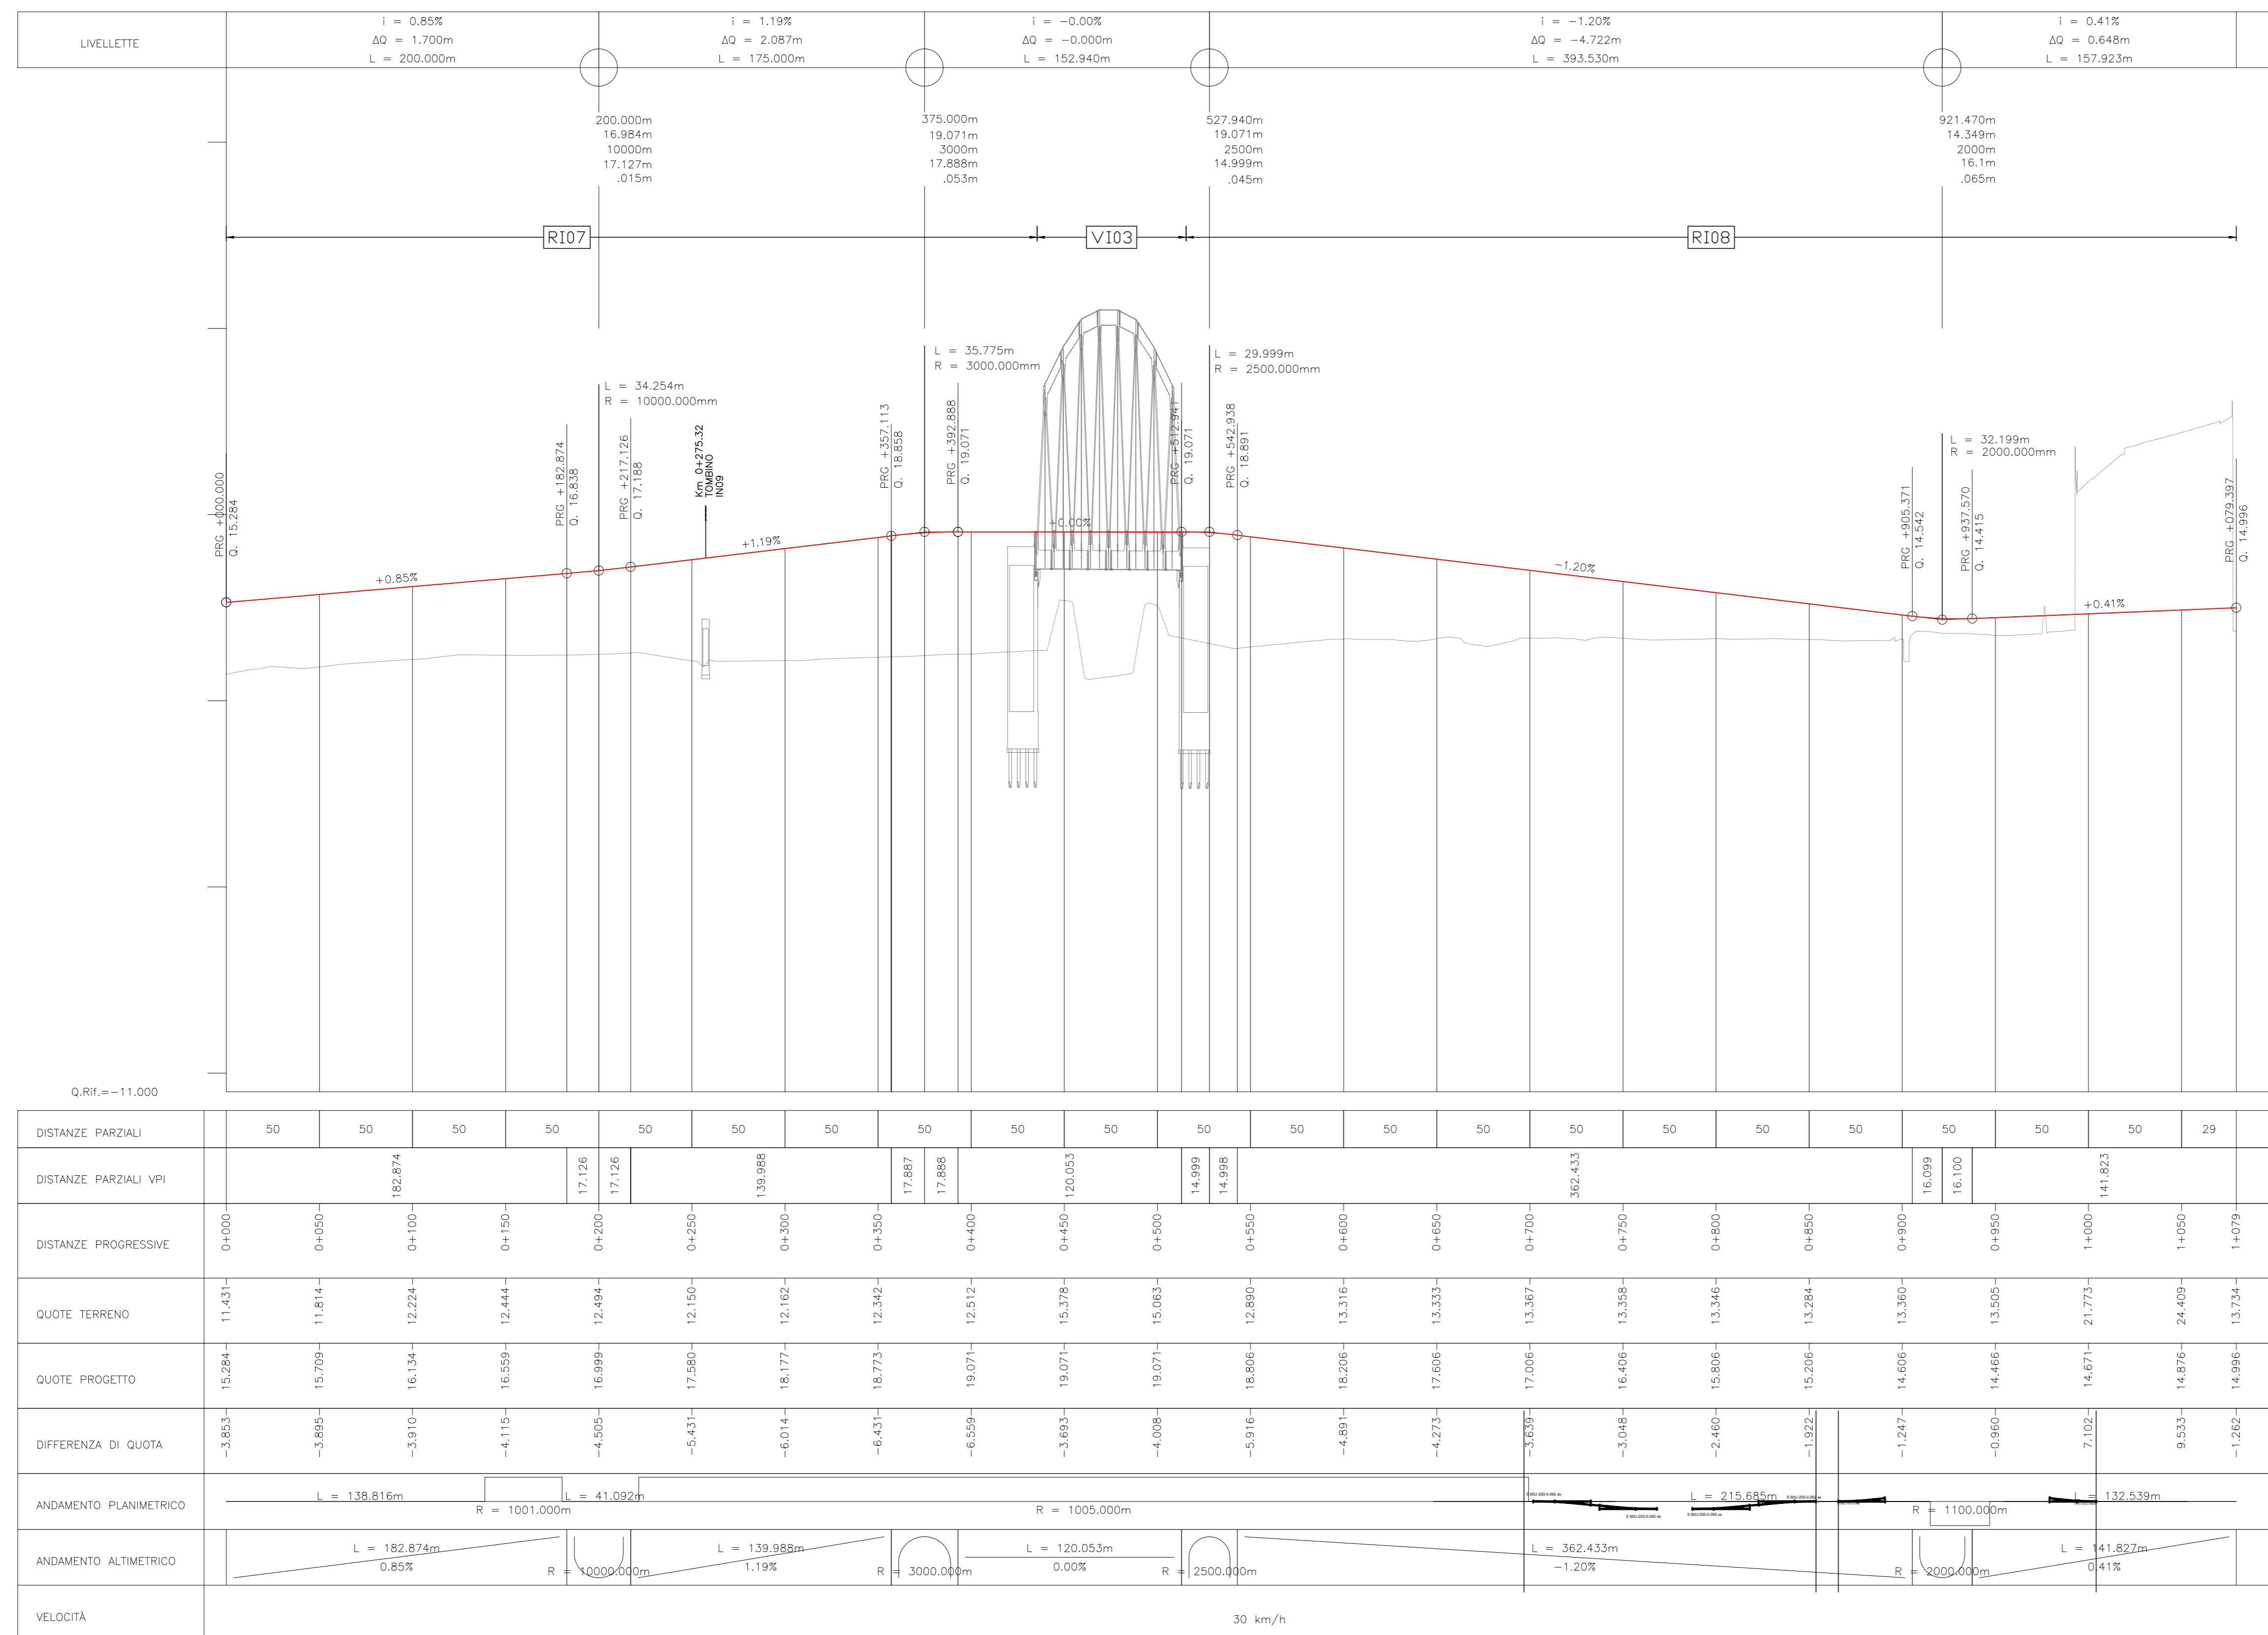 LIVELLETTE
i = 0.85%
ΔQ = 1.700m
L = 200.000m
i = 1.19%
ΔQ = 2.087m
L = 175.000m
i = -0.00%
ΔQ = -0.000m
L = 152.940m
i = -1.20%
ΔQ = -4.722m
L = 393.530m
i = 0.41%
ΔQ = 0.648m
L = 157.923m
200.000m
16.984m
10000m
17.127m
.015m
375.000m
19.071m
3000m
17.888m
.053m
527.940m
19.071m
2500m
14.999m
.045m
921.470m
14.349m
2000m
16.1m
.065m
RI07
VI03
RI08
PRG +000.000
Q. 15.284
+0.85%
PRG +182.874
Q. 16.838
L = 34.254m
R = 10000.000mm
PRG +217.126
Q. 17.188
Km 0+275.32
TOMBINO
IN09
+1.19%
PRG +357.113
Q. 18.858
L = 35.775m
R = 3000.000mm
PRG +392.888
Q. 19.071
+0.00%
PRG +512.941
Q. 19.071
L = 29.999m
R = 2500.000mm
PRG +542.938
Q. 18.891
-1.20%
PRG +905.371
Q. 14.542
L = 32.199m
R = 2000.000mm
PRG +937.570
Q. 14.415
+0.41%
PRG +079.397
Q. 14.996
Q.Rif.=-11.000
DISTANZE PARZIALI
50 50 50 50 50 50 50 50 50 50 50 50 50 50 50 50 50 50 50 50 50 29
DISTANZE PARZIALI VPI
182.874 17.126 17.126 139.988 17.887 17.888 120.053 14.999 14.998 362.433 16.099 16.100 141.823
DISTANZE PROGRESSIVE
0+000 0+050 0+100 0+150 0+200 0+250 0+300 0+350 0+400 0+450 0+500 0+550 0+600 0+650 0+700 0+750 0+800 0+850 0+900 0+950 1+000 1+050 1+079
QUOTE TERRENO
11.431 11.814 12.224 12.444 12.494 12.150 12.162 12.342 12.512 15.378 15.063 12.890 13.316 13.333 13.367 13.358 13.346 13.284 13.360 13.505 21.773 24.409 13.734
QUOTE PROGETTO
15.284 15.709 16.134 16.559 16.999 17.580 18.177 18.773 19.071 19.071 19.071 18.806 18.206 17.606 17.006 16.406 15.806 15.206 14.606 14.466 14.671 14.876 14.996
DIFFERENZA DI QUOTA
-3.853 -3.895 -3.910 -4.115 -4.505 -5.431 -6.014 -6.431 -6.559 -3.693 -4.008 -5.916 -4.891 -4.273 -3.639 -3.048 -2.460 -1.922 -1.247 -0.960 7.102 9.533 -1.262
ANDAMENTO PLANIMETRICO
L = 138.816m
R = 1001.000m
L = 41.092m
R = 1005.000m
L = 215.685m
R = 1100.000m
L = 132.539m
ANDAMENTO ALTIMETRICO
L = 182.874m
0.85%
R = 10000.000m
L = 139.988m
1.19%
R = 3000.000m
L = 120.053m
0.00%
R = 2500.000m
L = 362.433m
-1.20%
R = 2000.000m
L = 141.827m
0.41%
VELOCITÀ
30 km/h